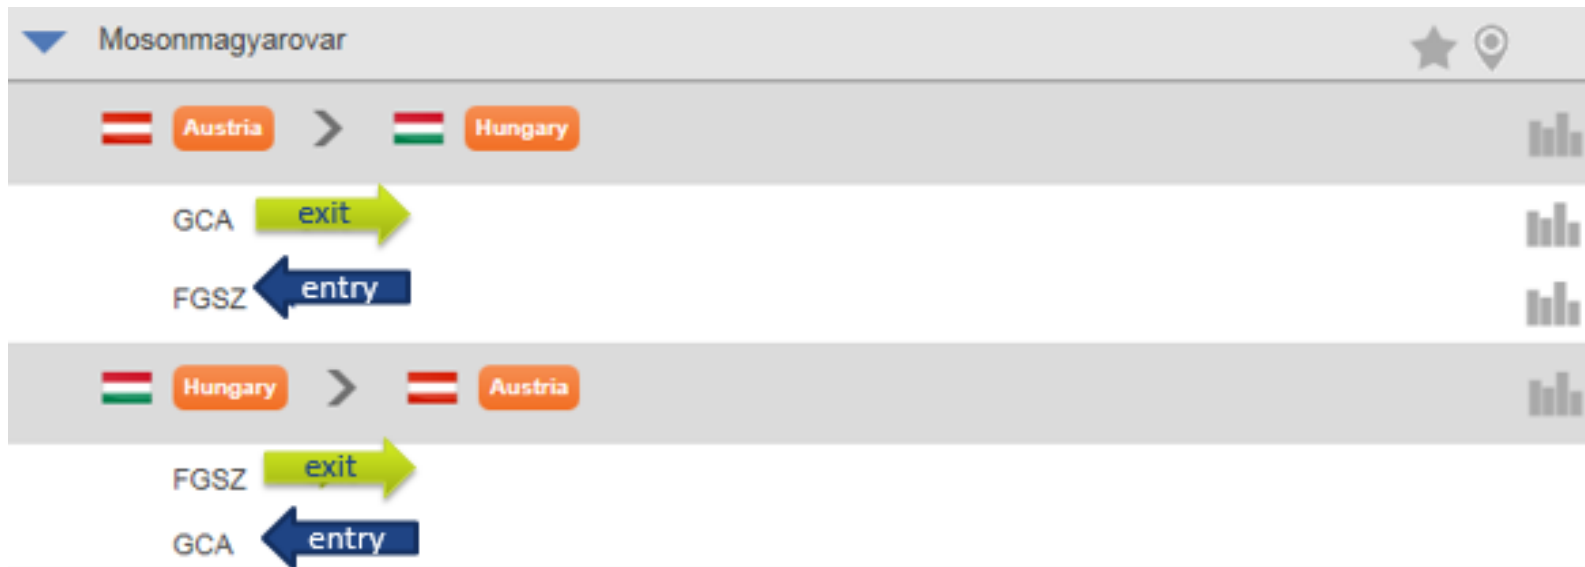 Mosonmagyarovar
Austria > Hungary
GCA exit
FGSZ entry
Hungary > Austria
FGSZ exit
GCA entry